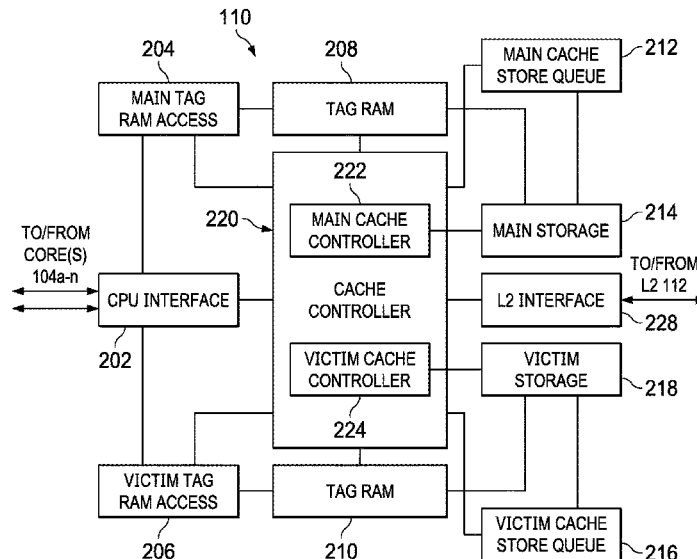 110
204
208
MAIN CACHE
STORE QUEUE
212
MAIN TAG
RAM ACCESS
TAG RAM
222
220
MAIN CACHE
CONTROLLER
MAIN STORAGE
214
TO/FROM
CORE(S)
104a-n
TO/FROM
L2 112
CPU INTERFACE
CACHE
CONTROLLER
L2 INTERFACE
202
228
VICTIM CACHE
CONTROLLER
VICTIM
STORAGE
218
224
VICTIM TAG
RAM ACCESS
TAG RAM
206
210
VICTIM CACHE
STORE QUEUE
216